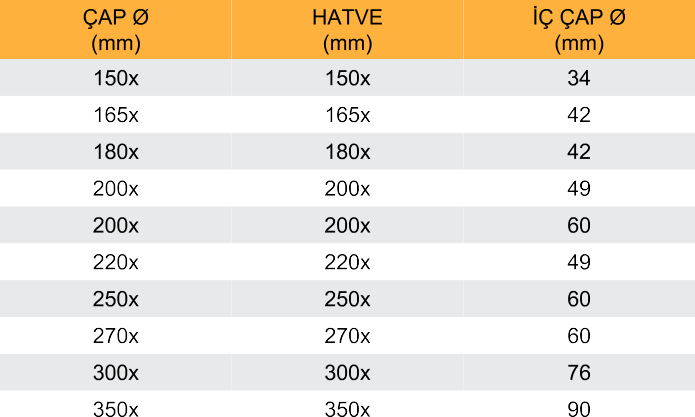 ÇAP Ø HATVE İÇ ÇAP Ø
(mm) (mm) (mm)
150x 150x 34
165x 165x 42
180x 180x 42
200x 200x 49
200x 200x 60
220x 220x 49
250x 250x 60
270x 270x 60
300x 300x 76
350x 350x 90